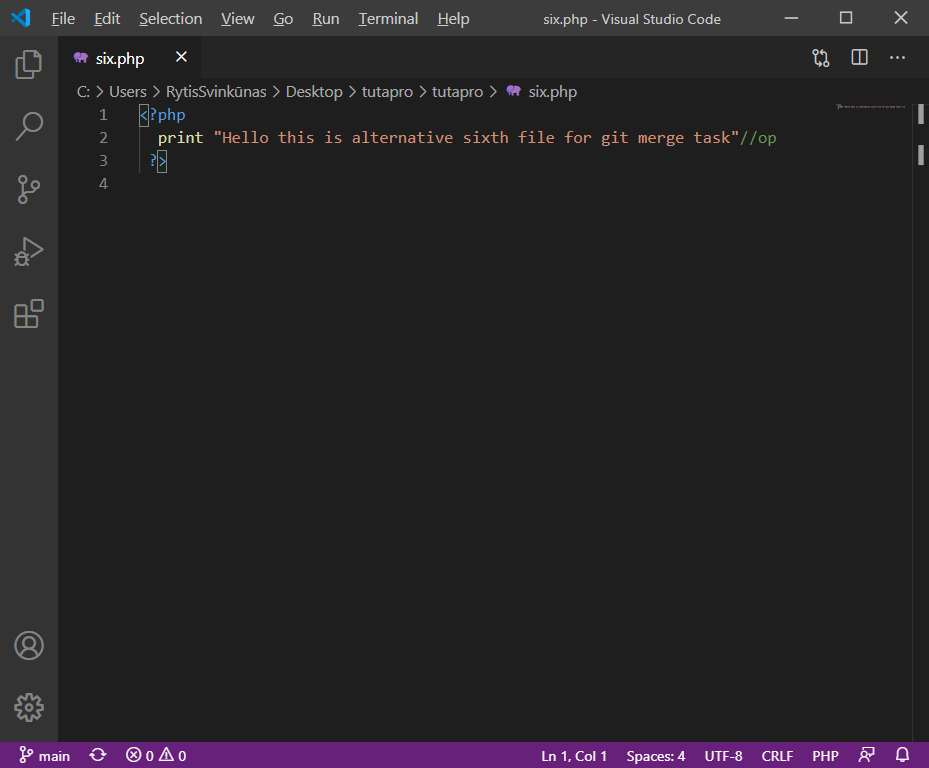 File Edit Selection View Go Run Terminal Help six.php - Visual Studio Code
six.php
C: > Users > RytisSvinkūnas > Desktop > tutapro > tutapro > six.php
1 <?php
2 print "Hello this is alternative sixth file for git merge task"//op
3 ?>
4
main 0 0 Ln 1, Col 1 Spaces: 4 UTF-8 CRLF PHP